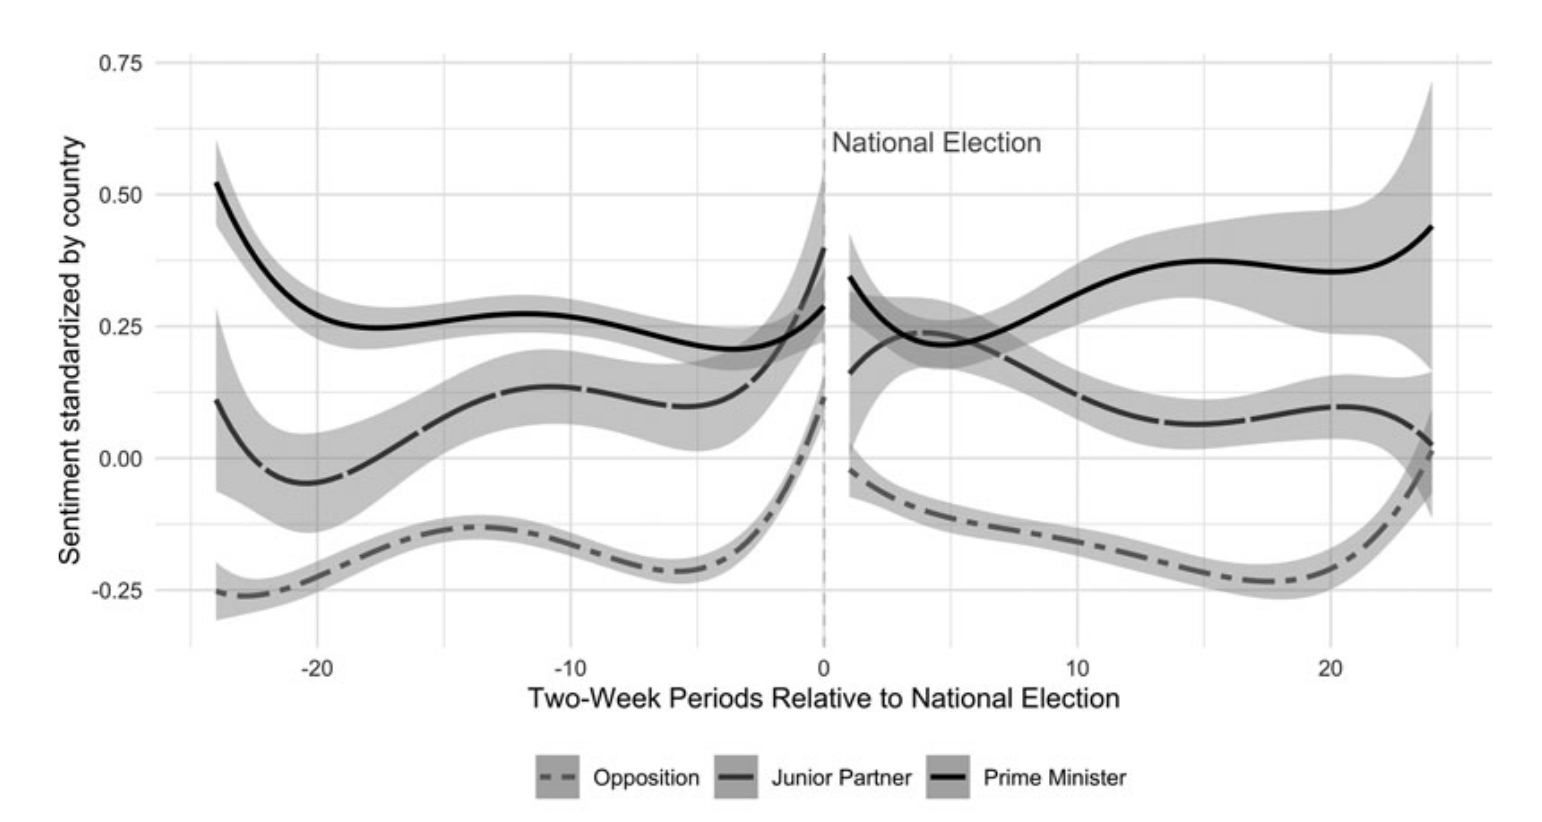 0.75
National Election
0.50
0.25
0.00
-0.25
Sentiment standardized by country
-20 -10 0 10 20
Two-Week Periods Relative to National Election
Opposition Junior Partner Prime Minister